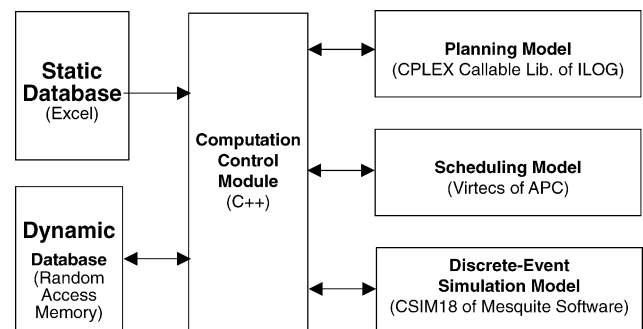 Static
Database
(Excel)
Dynamic
Database
(Random
Access
Memory)
Computation
Control
Module
(C++)
Planning Model
(CPLEX Callable Lib. of ILOG)
Scheduling Model
(Virtecs of APC)
Discrete-Event
Simulation Model
(CSIM18 of Mesquite Software)